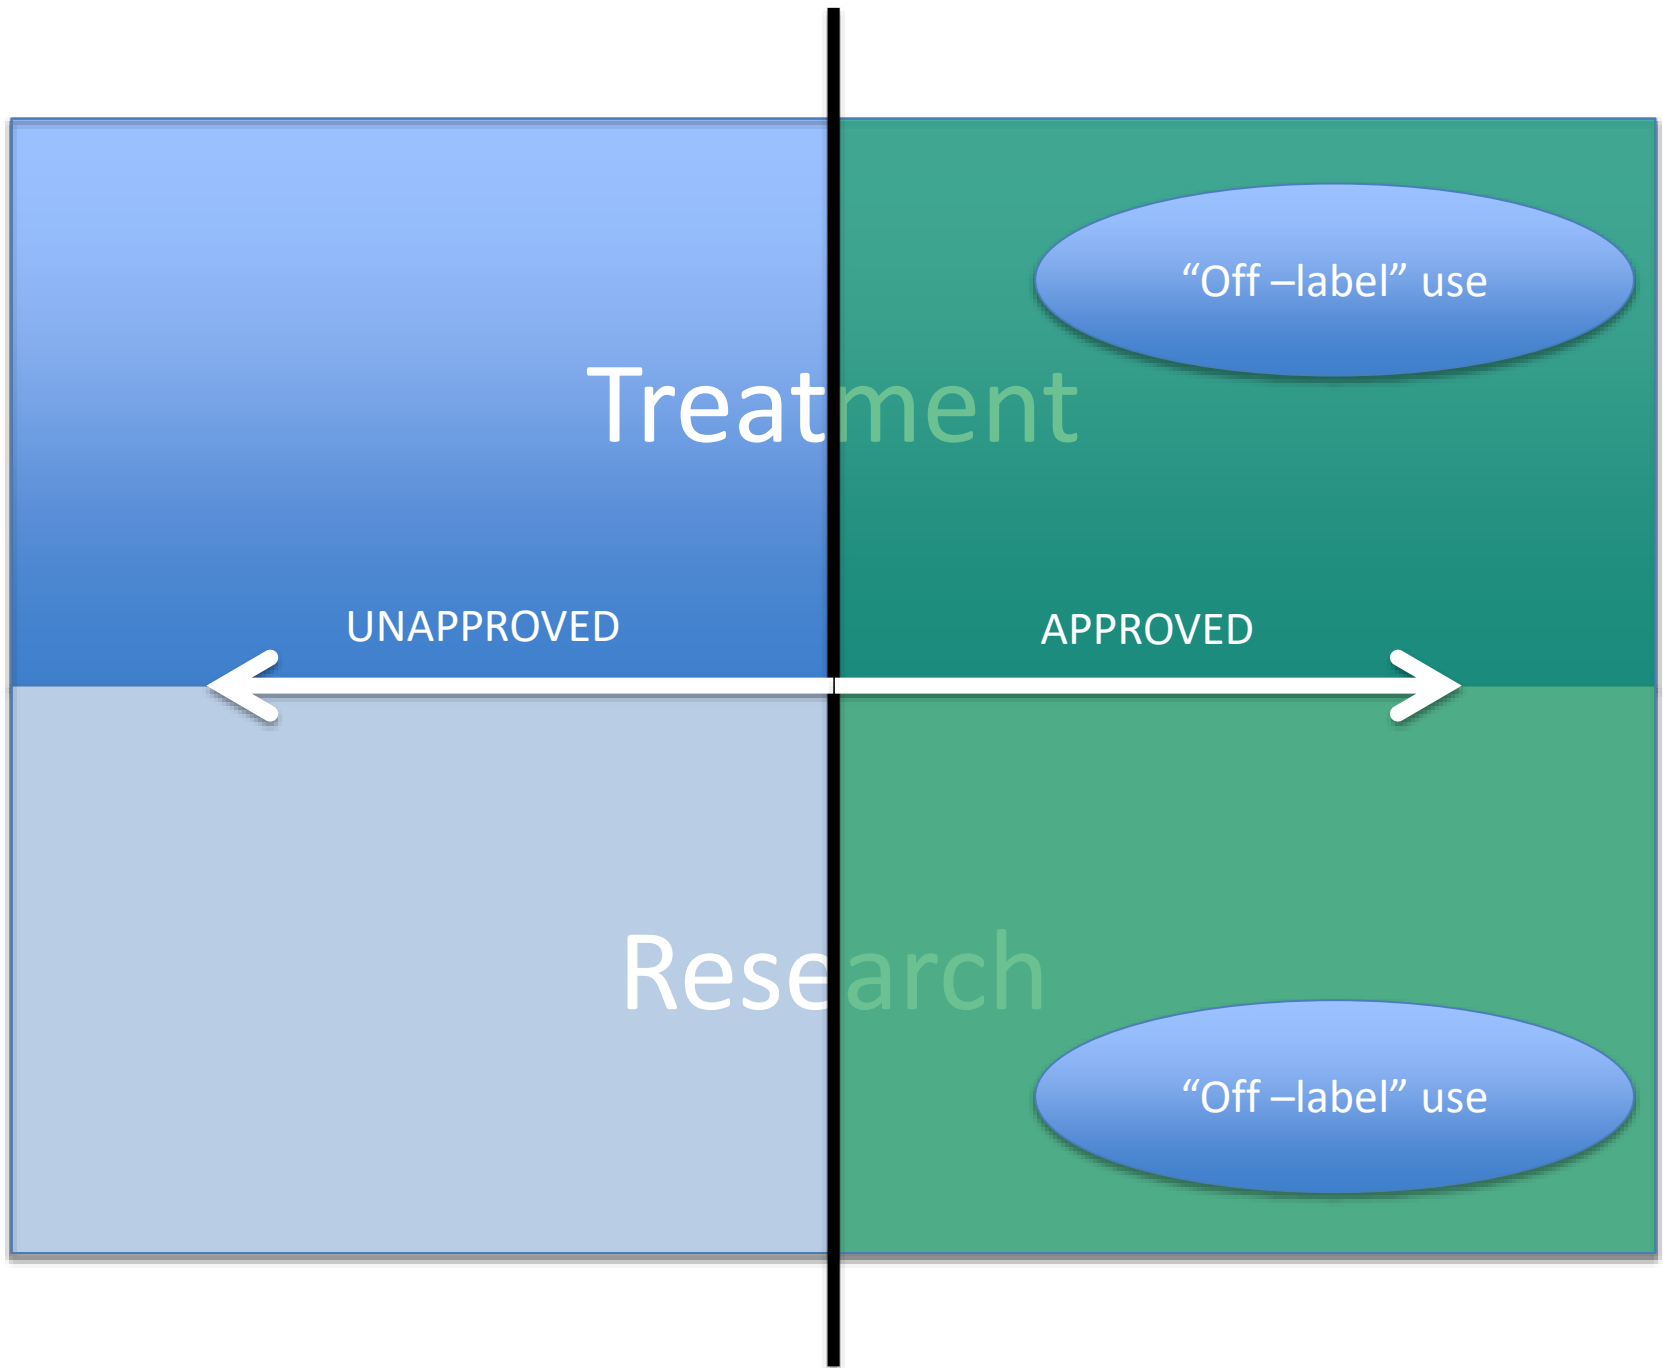 “Off –label” use
Treatment
UNAPPROVED
APPROVED
Research
“Off –label” use